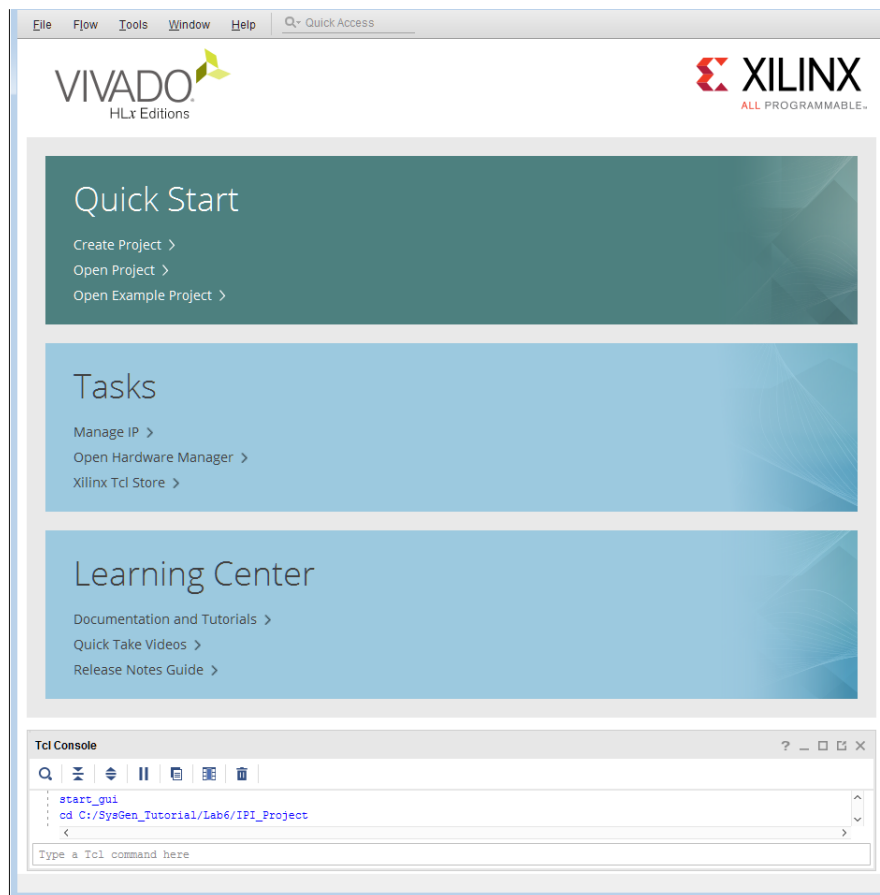 File Flow Tools Window Help Quick Access
VIVADO.
HLx Editions
XILINX
ALL PROGRAMMABLE™
Quick Start
Create Project >
Open Project >
Open Example Project >
Tasks
Manage IP >
Open Hardware Manager >
Xilinx Tcl Store >
Learning Center
Documentation and Tutorials >
Quick Take Videos >
Release Notes Guide >
Tcl Console
start_gui
cd C:/SysGen_Tutorial/Lab6/IPI_Project
Type a Tcl command here